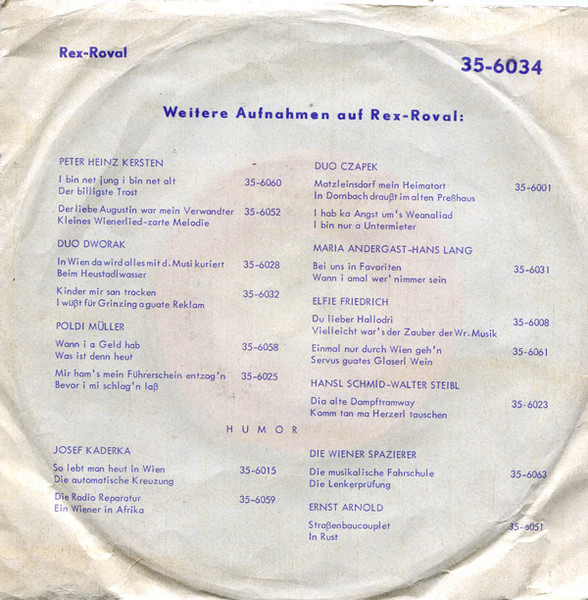 Rex-Roval
35-6034
Weitere Aufnahmen auf Rex-Roval:
PETER HEINZ KERSTEN
I bin net jung i bin net alt 35-6060
Der billigste Trost
Der liebe Augustin war mein Verwandter 35-6052
Kleines Wienerlied-zarte Melodie
DUO DWORAK
In Wien da wird alles mit d. Musi kuriert 35-6028
Beim Heustadlwasser
Kinder mir san trocken 35-6032
I wüßt für Grinzing a guate Reklam
POLDI MÜLLER
Wann i a Geld hab 35-6058
Was ist denn heut
Mir ham's mein Führerschein entzog'n 35-6025
Bevor i mi schlag'n laß
DUO CZAPEK
Matzleinsdorf mein Heimatort 35-6001
In Dornbach draußt im alten Preßhaus
I hab ka Angst um's Weanaliad
I bin nur a Untermieter
MARIA ANDERGAST-HANS LANG
Bei uns in Favoriten 35-6031
Wann i amal wer' nimmer sein
ELFIE FRIEDRICH
Du lieber Hallodri 35-6008
Vielleicht war's der Zauber der Wr. Musik
Einmal nur durch Wien geh'n 35-6061
Servus guates Glaserl Wein
HANSL SCHMID-WALTER STEIBL
Dia alte Dampftramway 35-6023
Komm tan ma Herzerl tauschen
HUMOR
JOSEF KADERKA
So lebt man heut in Wien 35-6015
Die automatische Kreuzung
Die Radio Reparatur 35-6059
Ein Wiener in Afrika
DIE WIENER SPAZIERER
Die musikalische Fahrschule 35-6063
Die Lenkerprüfung
ERNST ARNOLD
Straßenbaucouplet 35-6051
In Rust